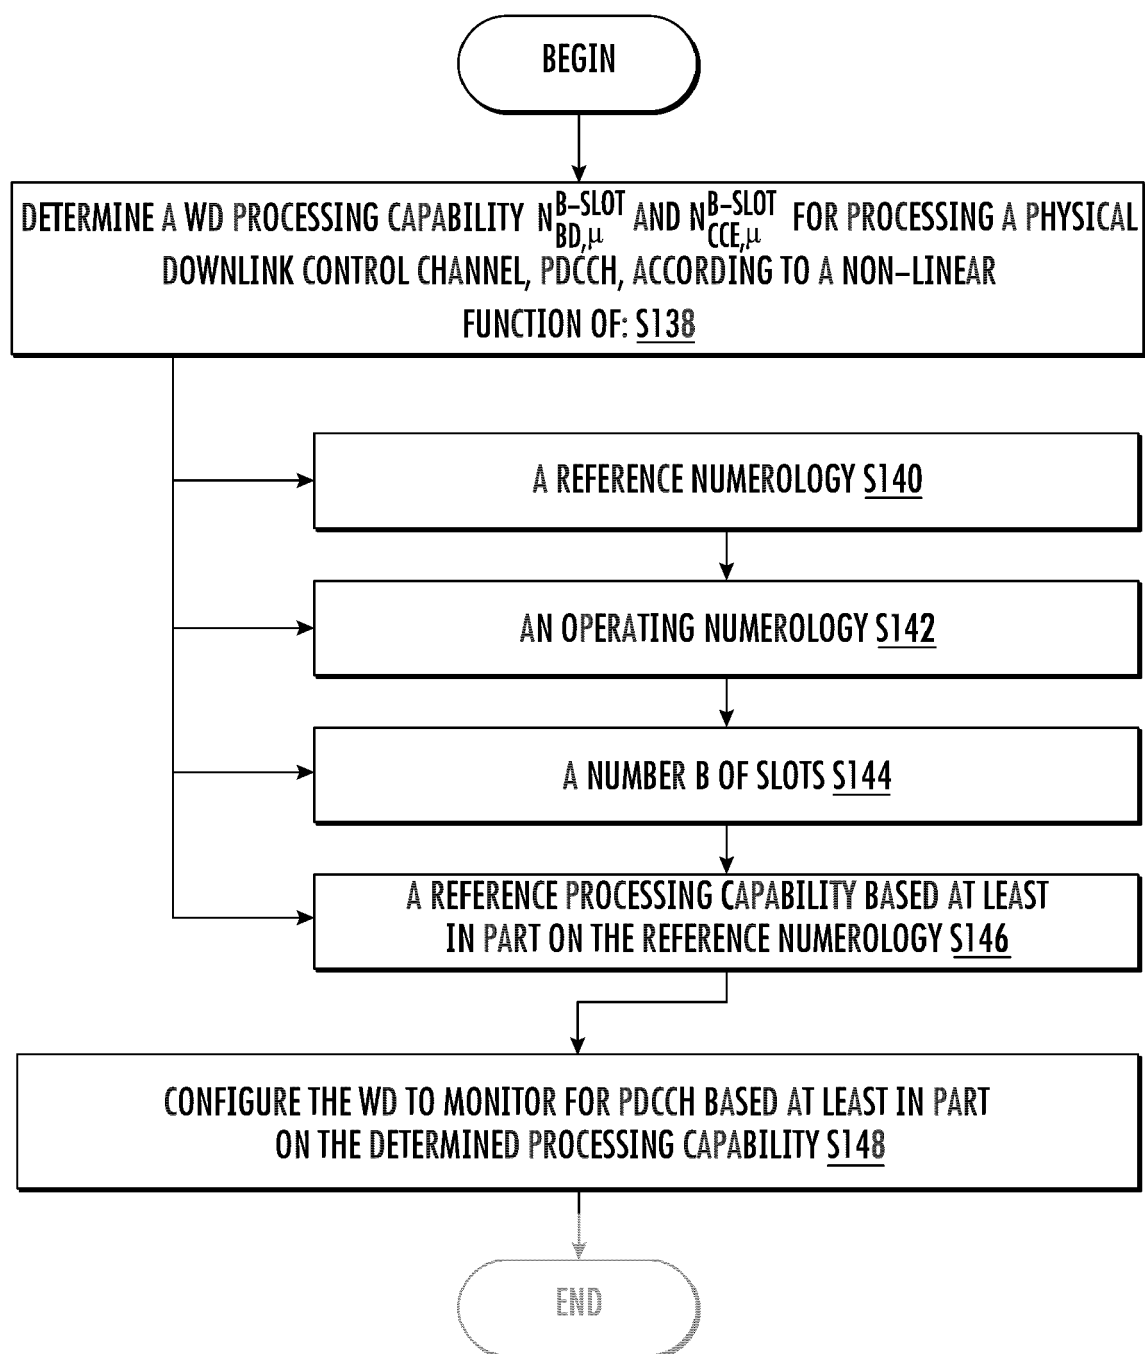 BEGIN
DETERMINE A WD PROCESSING CAPABILITY N^{B–SLOT}_{BD,μ} AND N^{B–SLOT}_{CCE,μ} FOR PROCESSING A PHYSICAL
DOWNLINK CONTROL CHANNEL, PDCCH, ACCORDING TO A NON–LINEAR
FUNCTION OF: S138
A REFERENCE NUMEROLOGY S140
AN OPERATING NUMEROLOGY S142
A NUMBER B OF SLOTS S144
A REFERENCE PROCESSING CAPABILITY BASED AT LEAST
IN PART ON THE REFERENCE NUMEROLOGY S146
CONFIGURE THE WD TO MONITOR FOR PDCCH BASED AT LEAST IN PART
ON THE DETERMINED PROCESSING CAPABILITY S148
END